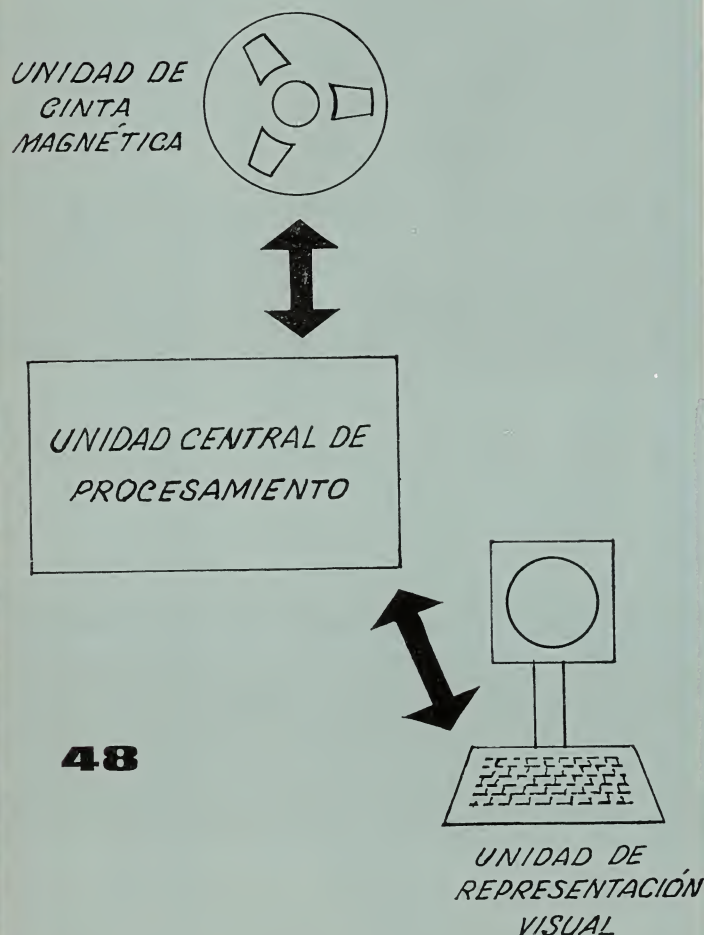 UNIDAD DE
CINTA
MAGNÉTICA
UNIDAD CENTRAL DE
PROCESAMIENTO
48
UNIDAD DE
REPRESENTACIÓN
VISUAL